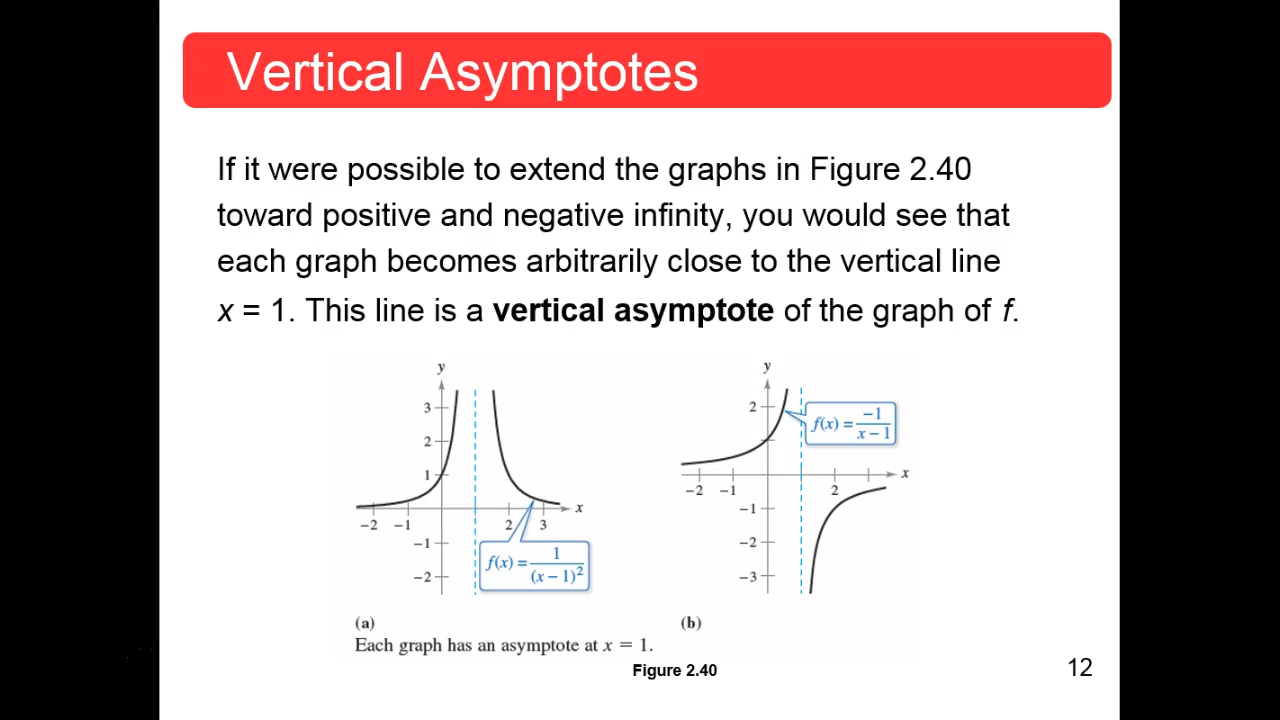 Vertical Asymptotes
If it were possible to extend the graphs in Figure 2.40
toward positive and negative infinity, you would see that
each graph becomes arbitrarily close to the vertical line
x = 1. This line is a vertical asymptote of the graph of f.
y
3
2
1
x
−2 −1 2 3
−1
−2
f(x) = 1/(x − 1)²
(a)
Each graph has an asymptote at x = 1.
y
2
f(x) = −1/(x − 1)
x
−2 −1 2
−1
−2
−3
(b)
Figure 2.40
12